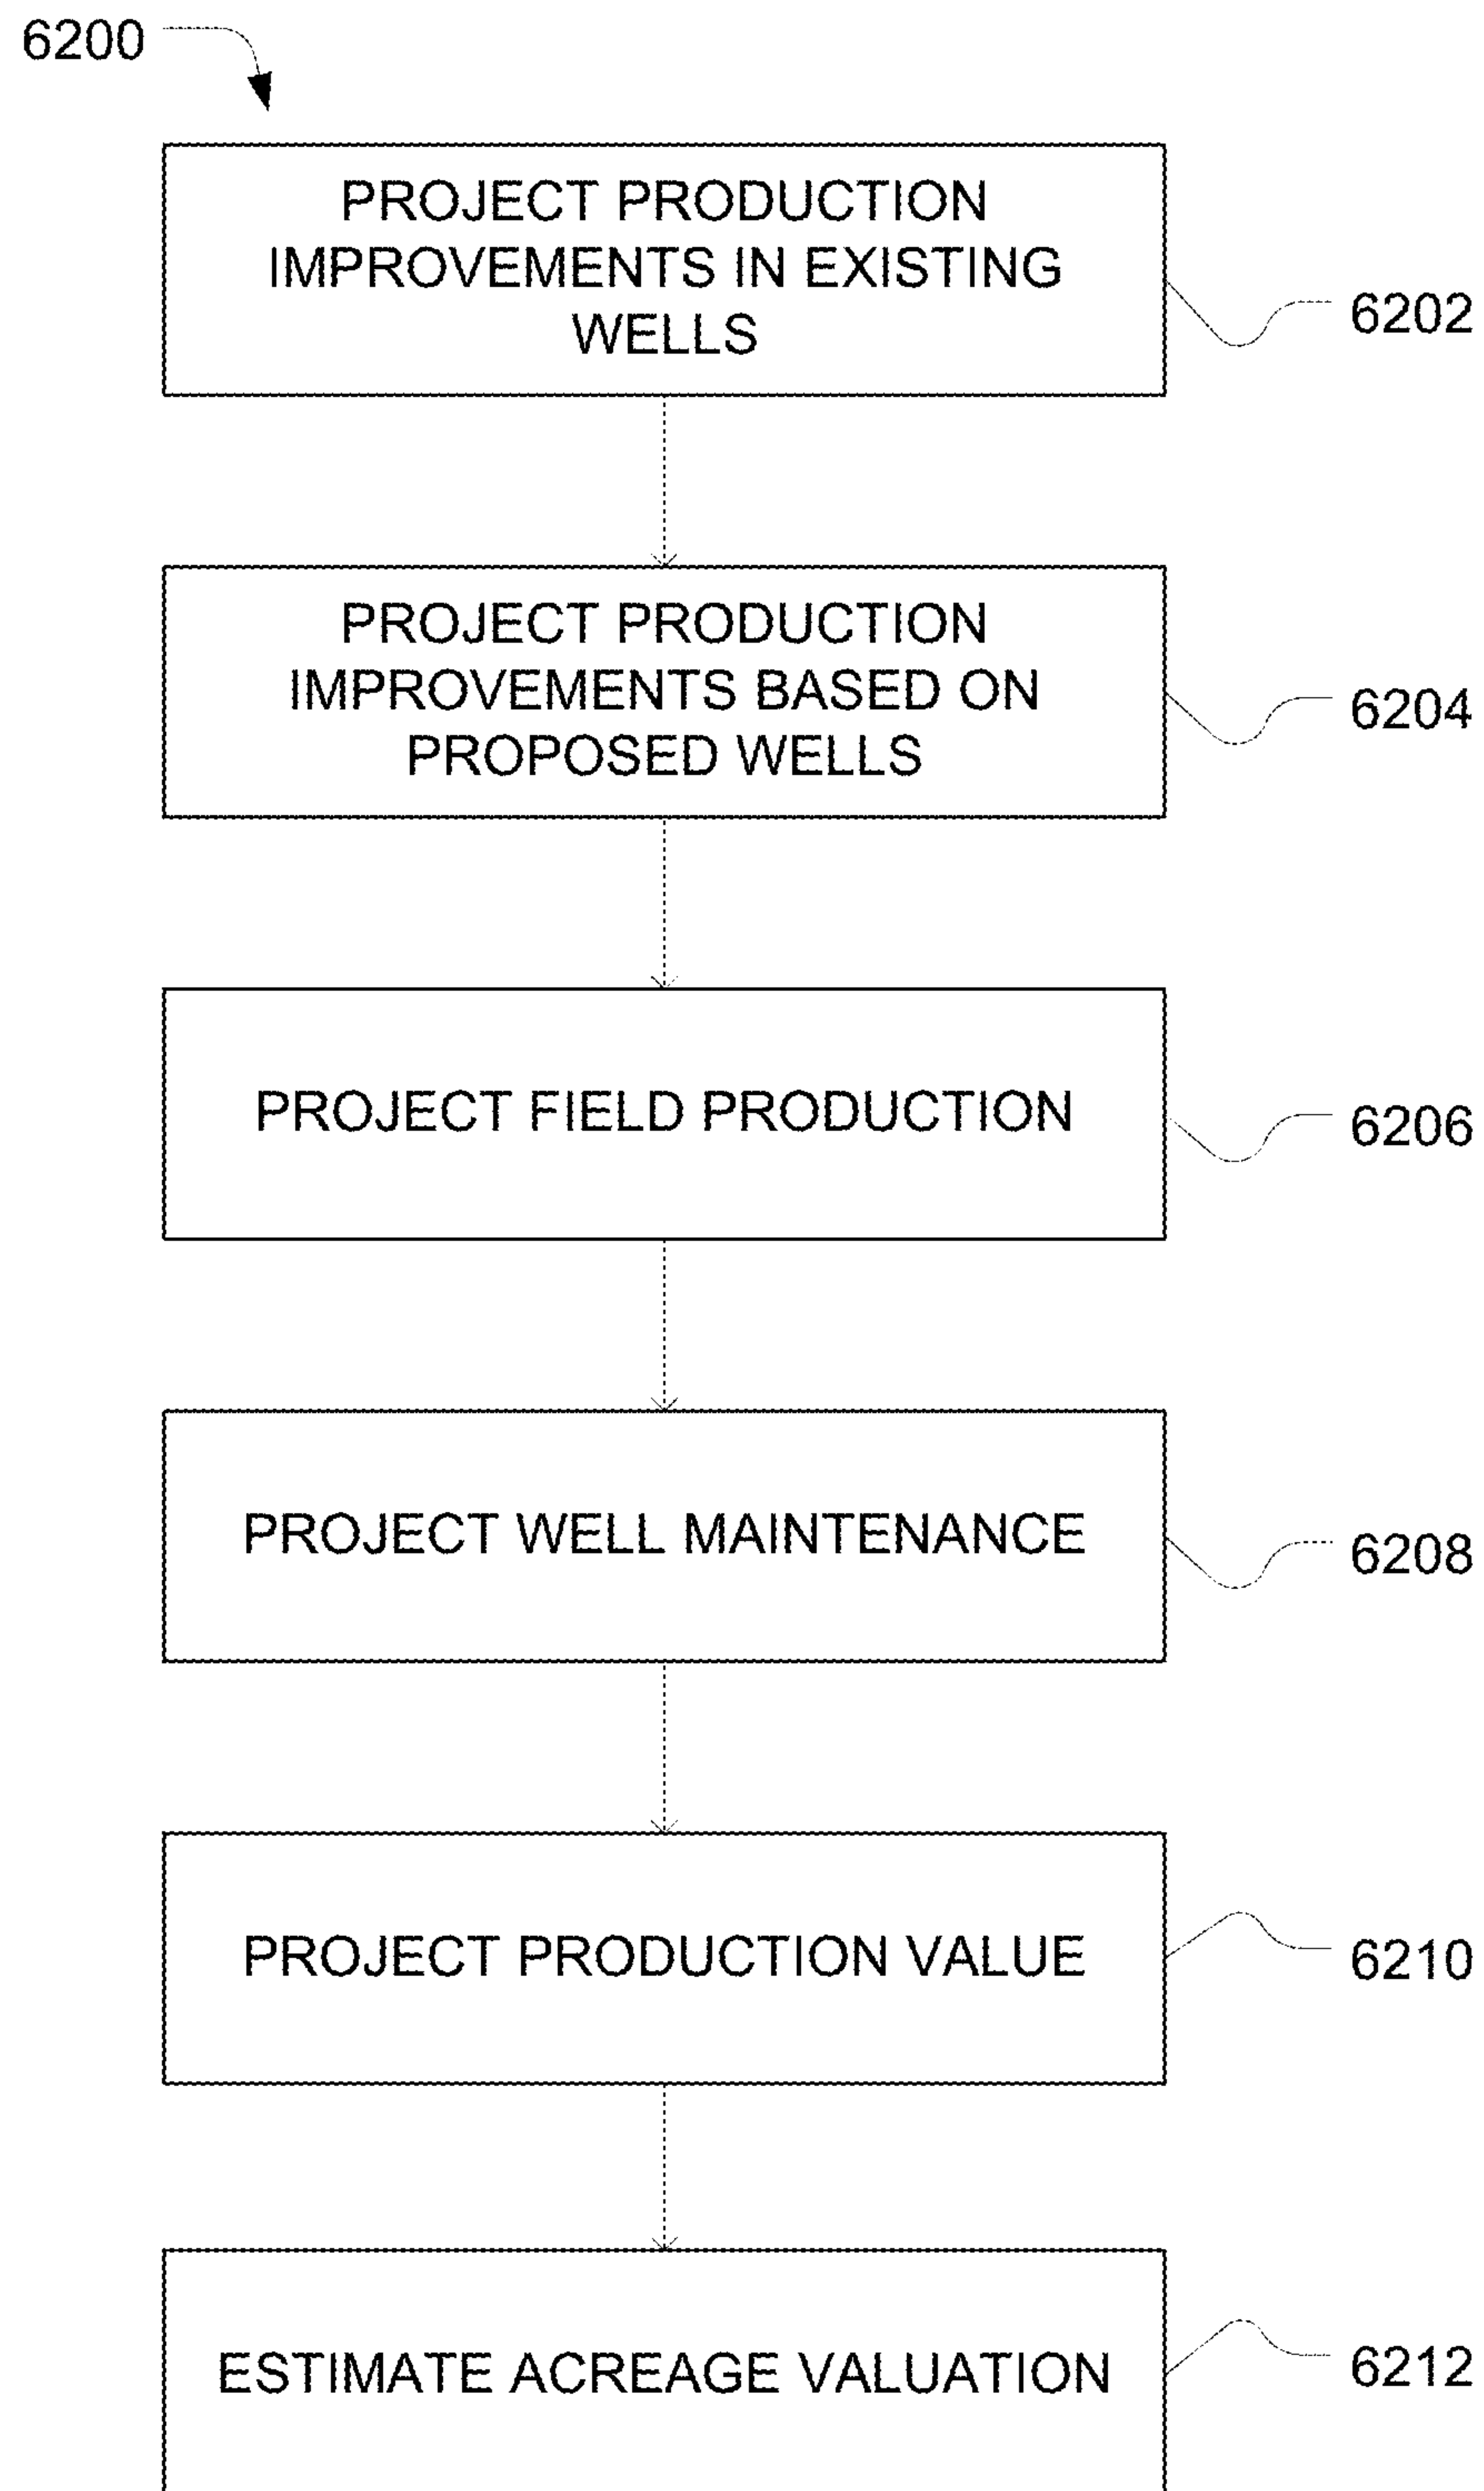 6200
PROJECT PRODUCTION
IMPROVEMENTS IN EXISTING
WELLS
6202
PROJECT PRODUCTION
IMPROVEMENTS BASED ON
PROPOSED WELLS
6204
PROJECT FIELD PRODUCTION
6206
PROJECT WELL MAINTENANCE
6208
PROJECT PRODUCTION VALUE
6210
ESTIMATE ACREAGE VALUATION
6212